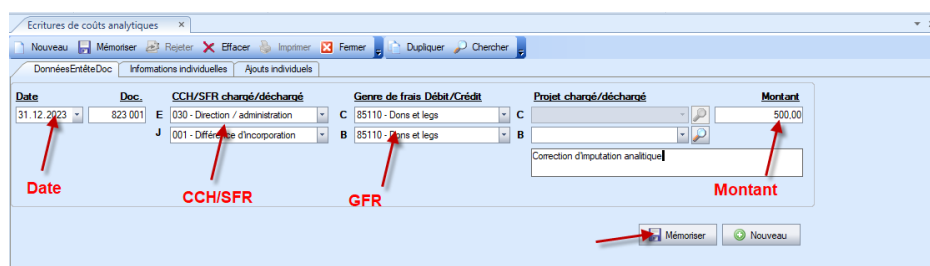 Ecritures de coûts analytiques ×
Nouveau Mémoriser Rejeter Effacer Imprimer Fermer Dupliquer Chercher
DonnéesEntêteDoc Informations individuelles Ajouts individuels
Date Doc. CCH/SFR chargé/déchargé Genre de frais Débit/Crédit Projet chargé/déchargé Montant
31.12.2023 823 001 E 030 - Direction / administration C 85110 - Dons et legs C 500,00
J 001 - Différence d'incorporation B 85110 - Dons et legs B
Correction d'imputation analitique
Date CCH/SFR GFR Montant
Mémoriser Nouveau